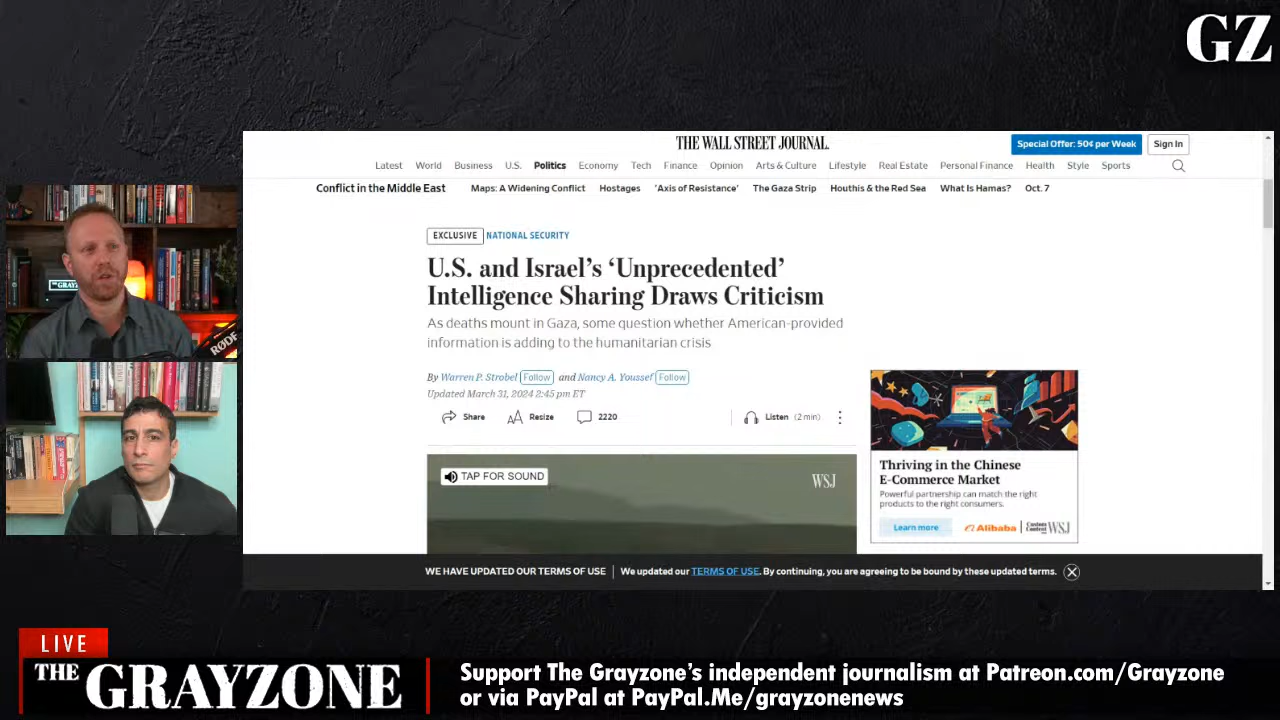 GZ
THE WALL STREET JOURNAL.
Special Offer: 50¢ per Week
Sign In
Latest World Business U.S. Politics Economy Tech Finance Opinion Arts & Culture Lifestyle Real Estate Personal Finance Health Style Sports
Conflict in the Middle East Maps: A Widening Conflict Hostages 'Axis of Resistance' The Gaza Strip Houthis & the Red Sea What Is Hamas? Oct. 7
EXCLUSIVE NATIONAL SECURITY
U.S. and Israel's ‘Unprecedented’
Intelligence Sharing Draws Criticism
As deaths mount in Gaza, some question whether American-provided
information is adding to the humanitarian crisis
By Warren P. Strobel Follow and Nancy A. Youssef Follow
Updated March 31, 2024 2:45 pm ET
Share Resize 2220 Listen (2 min)
TAP FOR SOUND
WSJ
Thriving in the Chinese
E-Commerce Market
Powerful partnership can match the right
products to the right consumers.
Learn more
Alibaba
Custom
Content WSJ
WE HAVE UPDATED OUR TERMS OF USE We updated our TERMS OF USE. By continuing, you are agreeing to be bound by these updated terms.
RØDE
LIVE
THE GRAYZONE
Support The Grayzone's independent journalism at Patreon.com/Grayzone
or via PayPal at PayPal.Me/grayzonenews